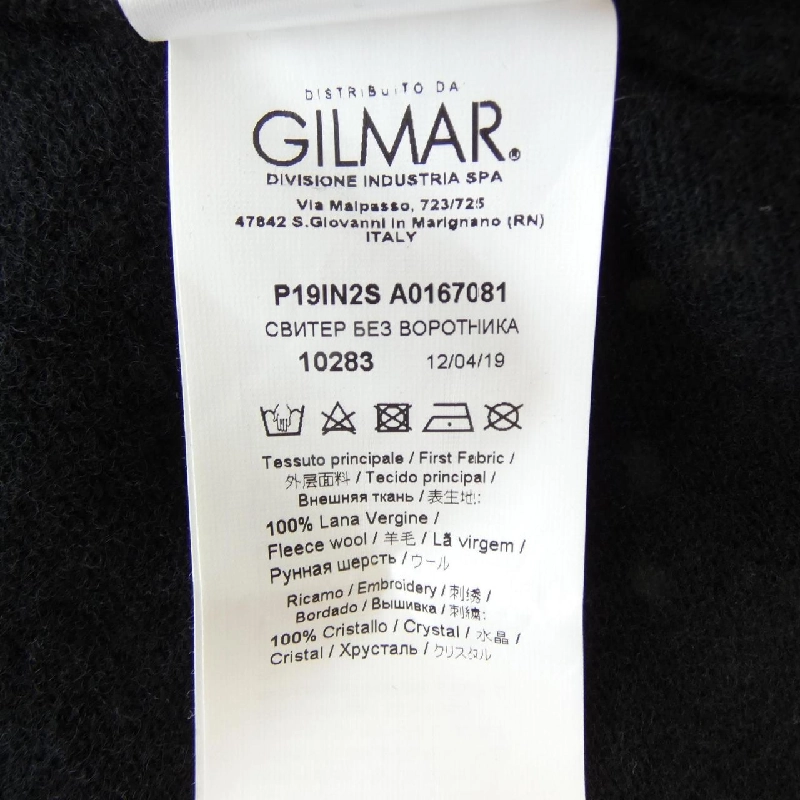 DISTRIBUITO DA
GILMAR®
DIVISIONE INDUSTRIA SPA
Via Malpasso, 723/725
47842 S.Giovanni in Marignano (RN)
ITALY
P19IN2S A0167081
СВИТЕР БЕЗ ВОРОТНИКА
10283 12/04/19
Tessuto principale / First Fabric /
外层面料 / Tecido principal /
Внешняя ткань / 表生地:
100% Lana Vergine /
Fleece wool / 羊毛 / Lã virgem /
Рунная шерсть / ウール
Ricamo / Embroidery / 刺绣 /
Bordado / Вышивка / 刺繍:
100% Cristallo / Crystal / 水晶 /
Cristal / Хрусталь / クリスタル